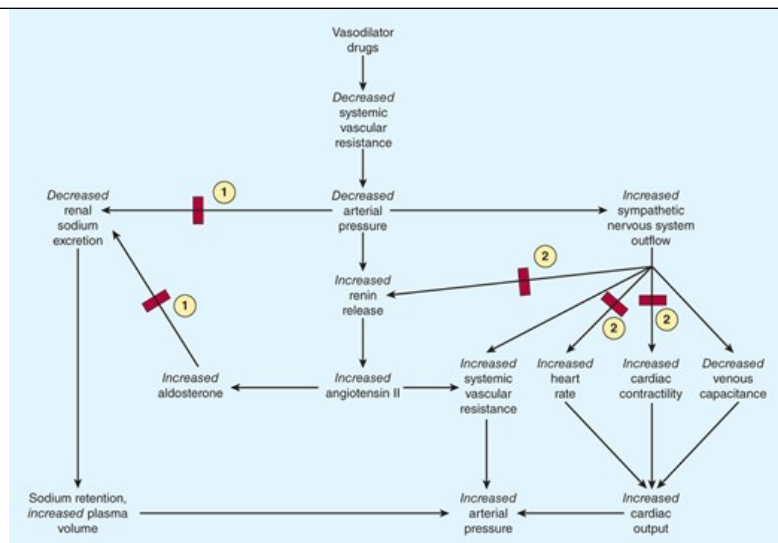 Vasodilator
drugs
Decreased
systemic
vascular
resistance
1
Decreased
renal
sodium
excretion
Decreased
arterial
pressure
Increased
sympathetic
nervous system
outflow
2
Increased
renin
release
1
2
2
Increased
aldosterone
Increased
angiotensin II
Increased
systemic
vascular
resistance
Increased
heart
rate
Increased
cardiac
contractility
Decreased
venous
capacitance
Sodium retention,
increased plasma
volume
Increased
arterial
pressure
Increased
cardiac
output